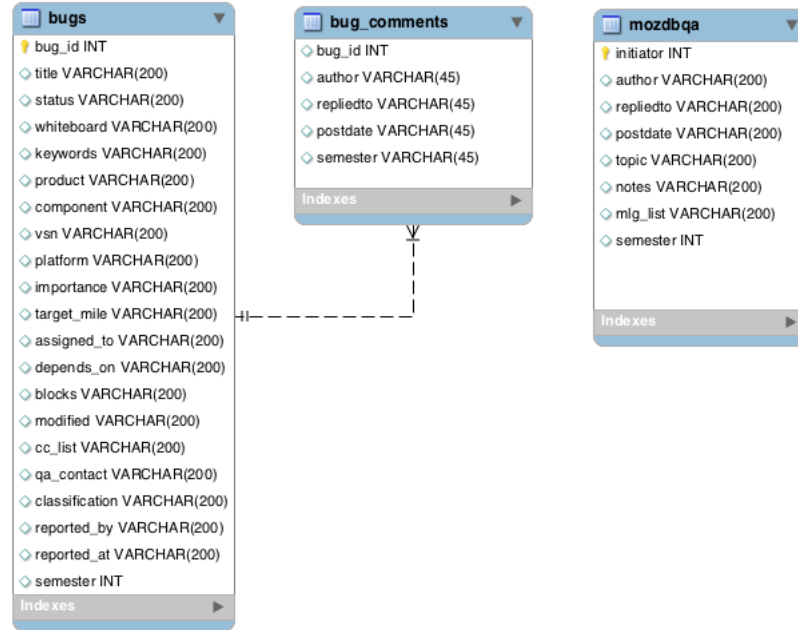 bugs
bug_id INT
title VARCHAR(200)
status VARCHAR(200)
whiteboard VARCHAR(200)
keywords VARCHAR(200)
product VARCHAR(200)
component VARCHAR(200)
vsn VARCHAR(200)
platform VARCHAR(200)
importance VARCHAR(200)
target_mile VARCHAR(200)
assigned_to VARCHAR(200)
depends_on VARCHAR(200)
blocks VARCHAR(200)
modified VARCHAR(200)
cc_list VARCHAR(200)
qa_contact VARCHAR(200)
classification VARCHAR(200)
reported_by VARCHAR(200)
reported_at VARCHAR(200)
semester INT
Indexes
bug_comments
bug_id INT
author VARCHAR(45)
repliedto VARCHAR(45)
postdate VARCHAR(45)
semester VARCHAR(45)
Indexes
mozdbqa
initiator INT
author VARCHAR(200)
repliedto VARCHAR(200)
postdate VARCHAR(200)
topic VARCHAR(200)
notes VARCHAR(200)
mlg_list VARCHAR(200)
semester INT
Indexes